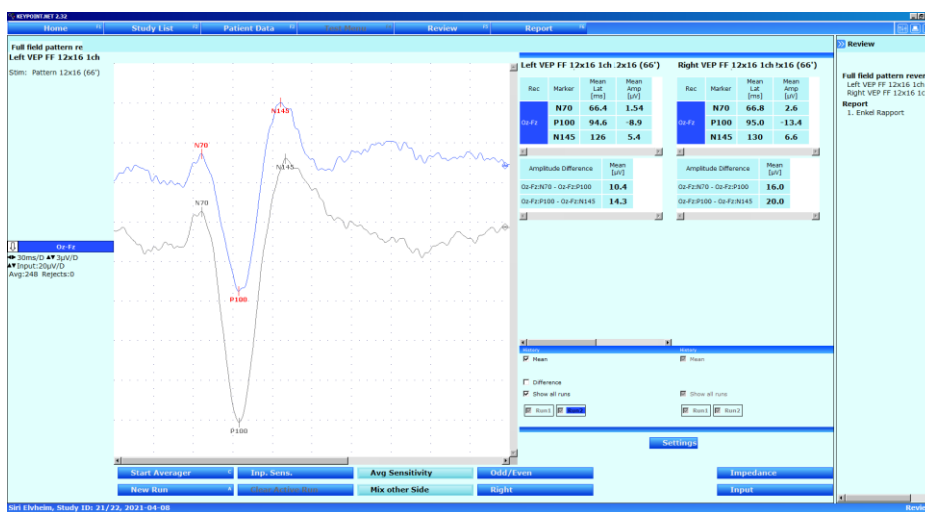 KEYPOINT.NET 2.32
Home Study List Patient Data Review Report
Full field pattern re
Left VEP FF 12x16 1ch
Stim: Pattern 12x16 (66')
N145
N70
N145
N70
P100
P100
Oz-Fz
30ms/D 3µV/D
Input:20µV/D
Avg:248 Rejects:0
Left VEP FF 12x16 1ch .2x16 (66')
Rec Marker Mean Lat [ms] Mean Amp [µV]
Oz-Fz N70 66.4 1.54
P100 94.6 -8.9
N145 126 5.4
Amplitude Difference Mean [µV]
Oz-Fz:N70 - Oz-Fz:P100 10.4
Oz-Fz:P100 - Oz-Fz:N145 14.3
Right VEP FF 12x16 1ch !x16 (66')
Rec Marker Mean Lat [ms] Mean Amp [µV]
Oz-Fz N70 66.8 2.6
P100 95.0 -13.4
N145 130 6.6
Amplitude Difference Mean [µV]
Oz-Fz:N70 - Oz-Fz:P100 16.0
Oz-Fz:P100 - Oz-Fz:N145 20.0
History
Mean
Difference
Show all runs
Run1 Run2
History
Mean
Show all runs
Run1 Run2
Settings
Start Averager Inp. Sens. Avg Sensitivity Odd/Even Impedance
New Run Mix other Side Right Input
Review
Full field pattern rever
Left VEP FF 12x16 1ch
Right VEP FF 12x16 1c
Report
1. Enkel Rapport
Siri Elvheim, Study ID: 21/22, 2021-04-08
Revie